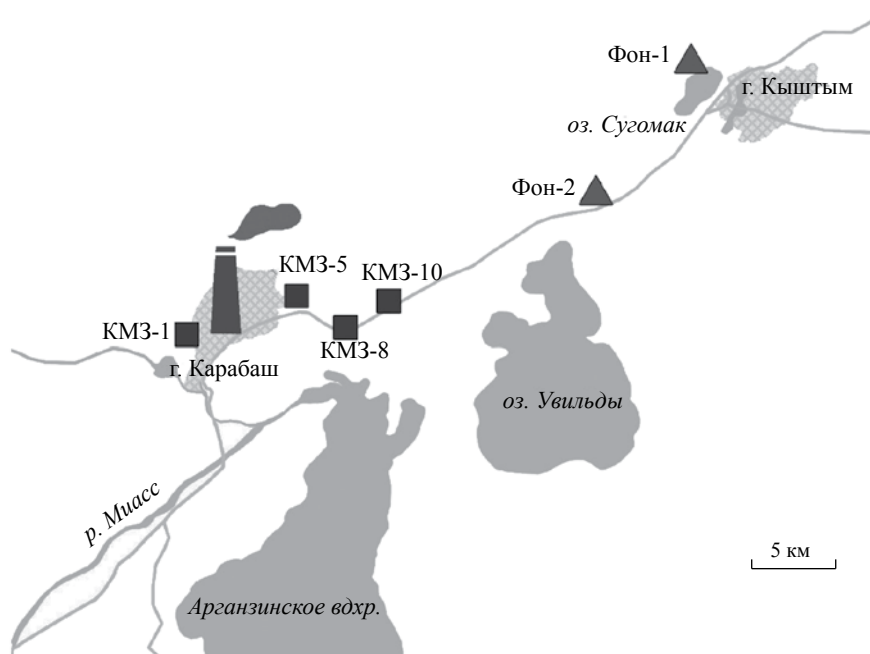 Фон-1
г. Кыштым
оз. Сугомак
Фон-2
КМЗ-5
КМЗ-10
КМЗ-1
КМЗ-8
г. Карабаш
оз. Увильды
р. Миасс
5 км
Арганзинское вдхр.